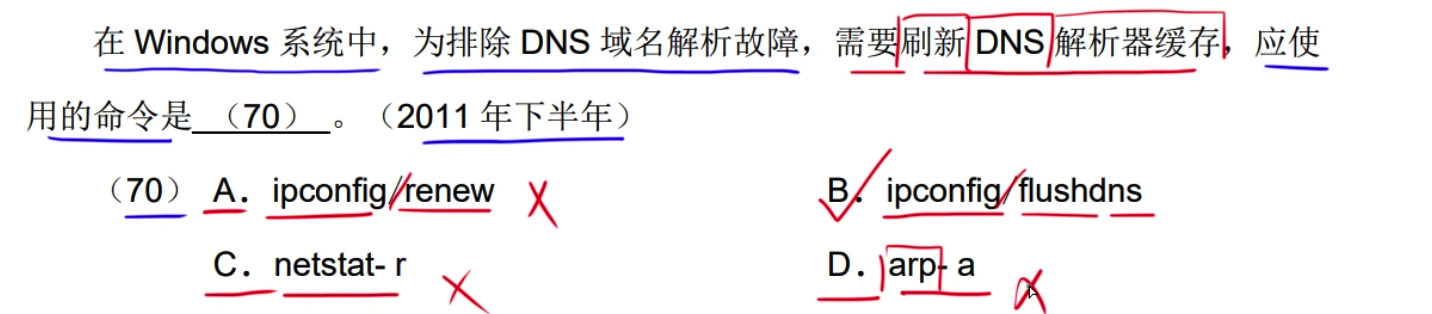 在 Windows 系统中，为排除 DNS 域名解析故障，需要刷新 DNS 解析器缓存，应使
用的命令是 （70） 。（2011 年下半年）
（70） A. ipconfig/renew B. ipconfig/flushdns
C. netstat- r D. arp- a